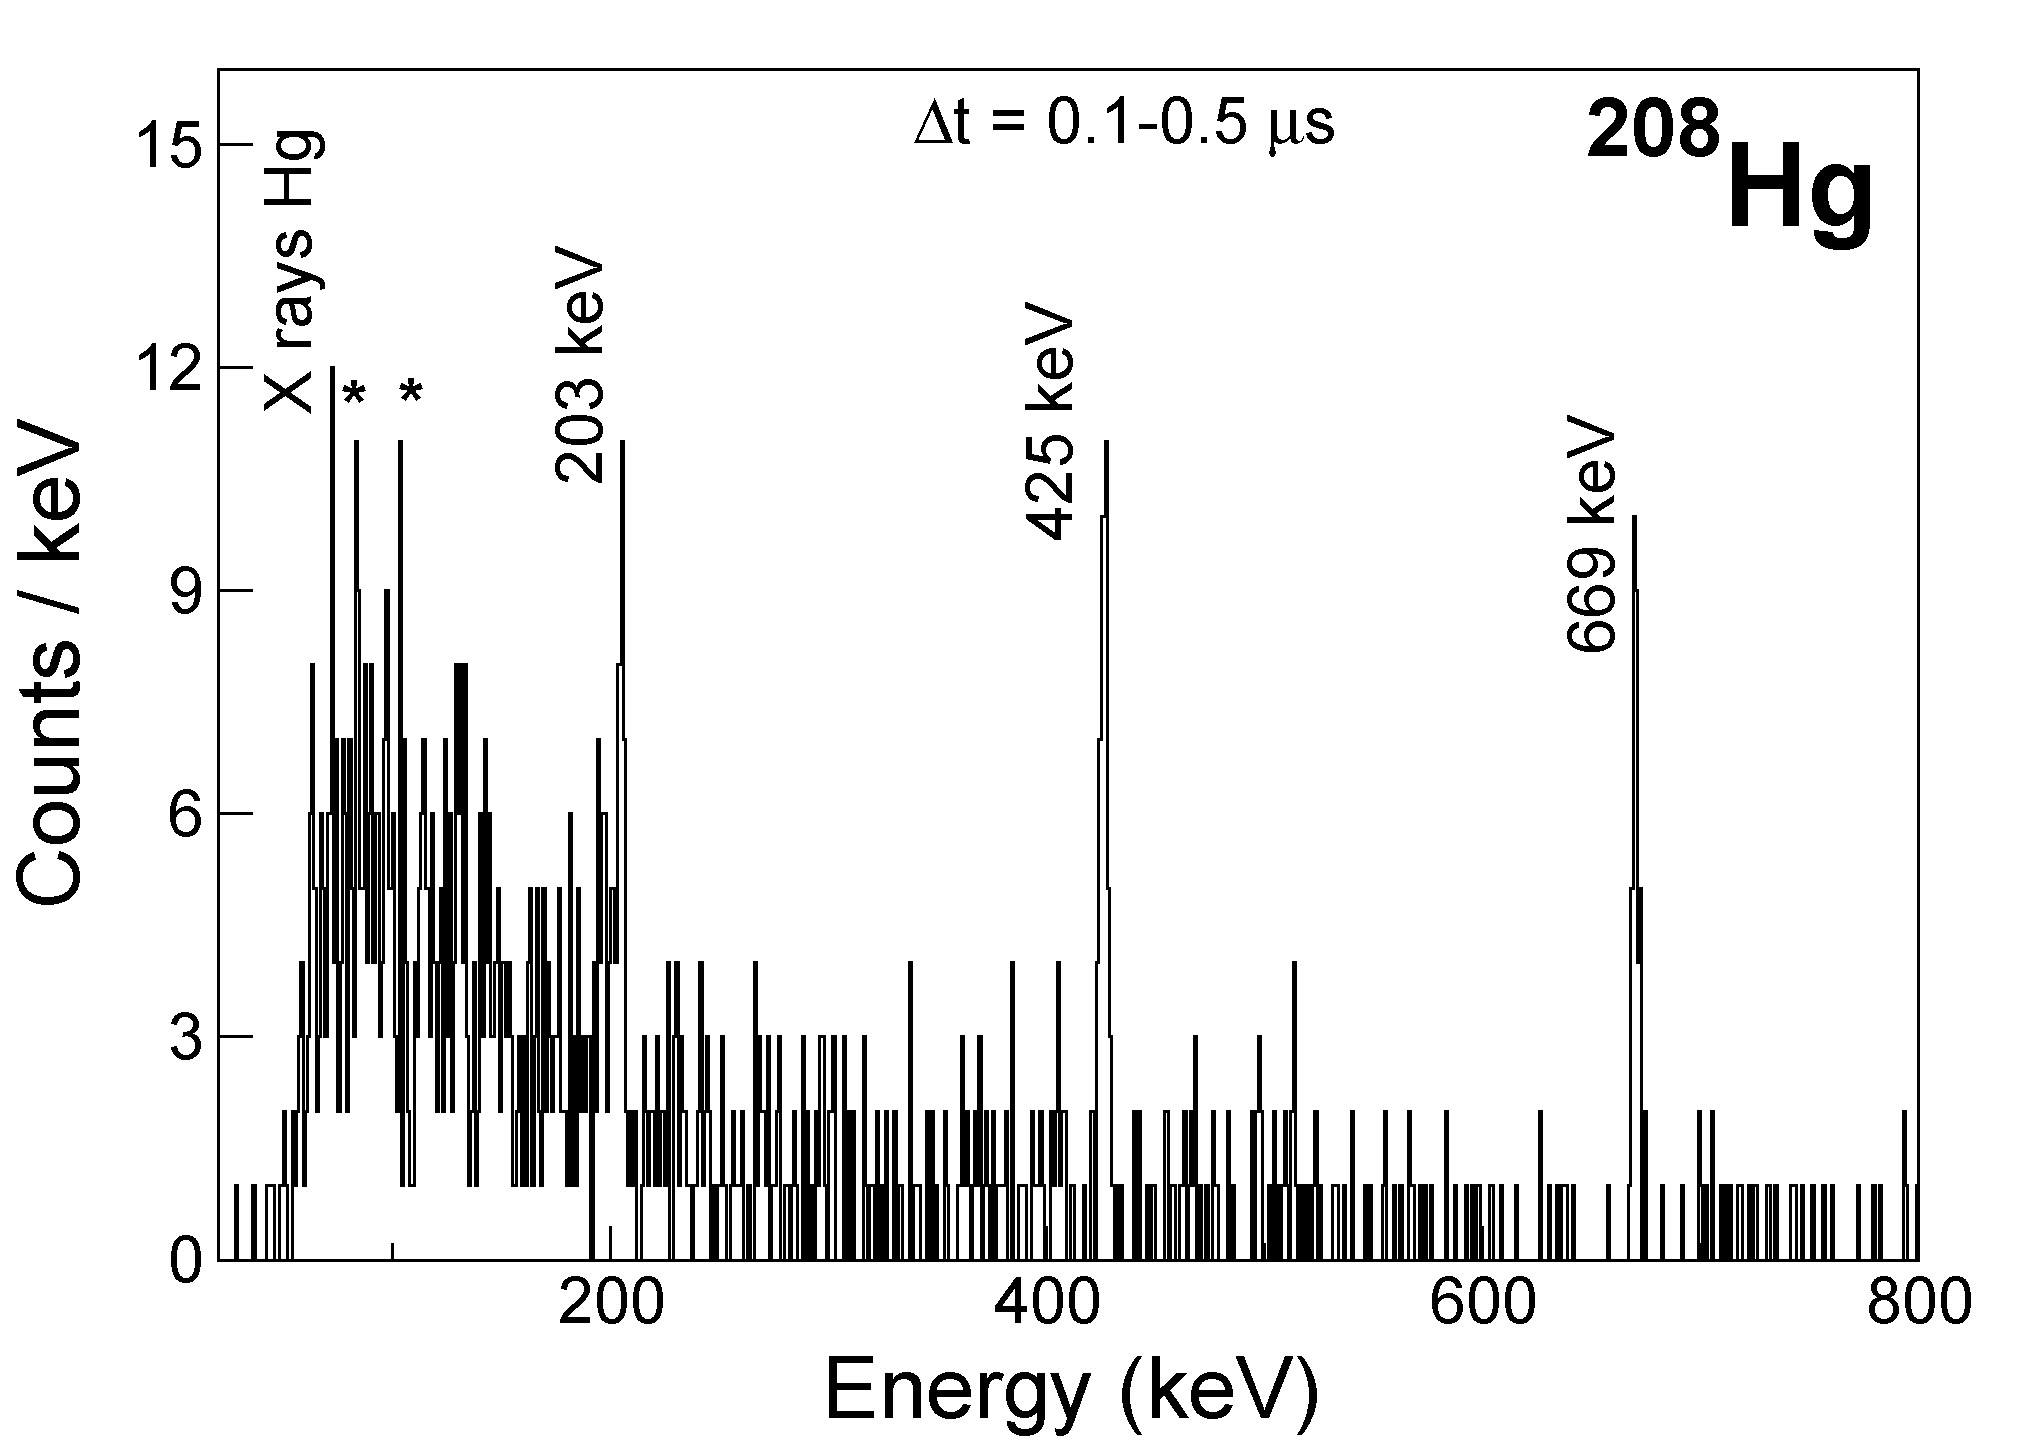 Δt = 0.1-0.5 μs
²⁰⁸Hg
X rays Hg
*
*
203 keV
425 keV
669 keV
Counts / keV
15
12
9
6
3
0
200
400
600
800
Energy (keV)